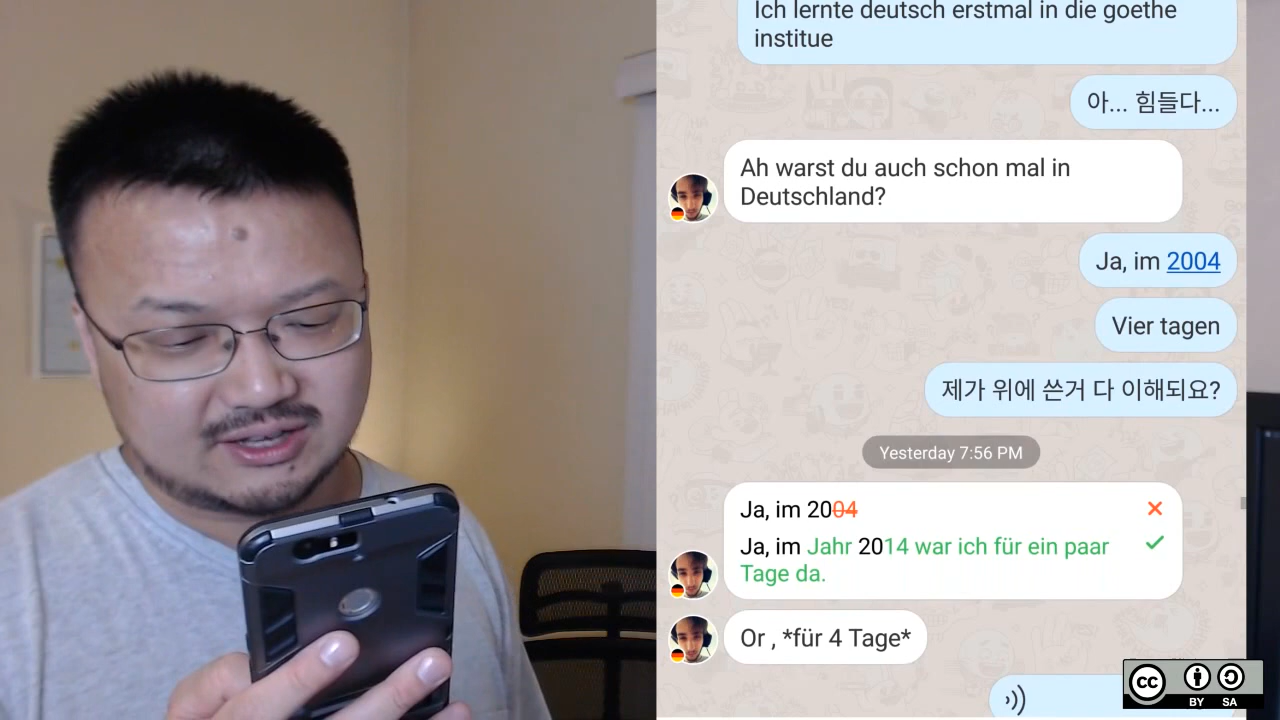 Ich lernte deutsch erstmal in die goethe
institue
아... 힘들다...
Ah warst du auch schon mal in
Deutschland?
Ja, im 2004
Vier tagen
제가 위에 쓴거 다 이해되요?
Yesterday 7:56 PM
Ja, im 2004
Ja, im Jahr 2014 war ich für ein paar
Tage da.
Or , *für 4 Tage*
cc
BY SA